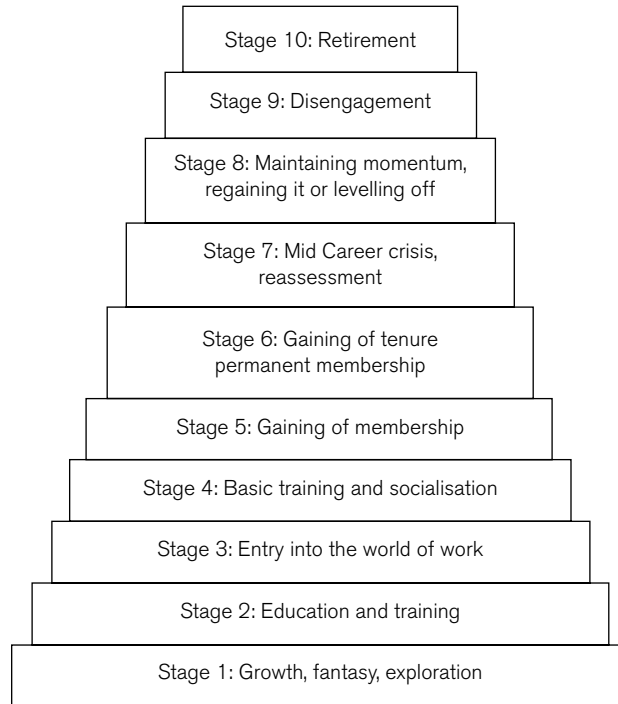 Stage 10: Retirement
Stage 9: Disengagement
Stage 8: Maintaining momentum,
regaining it or levelling off
Stage 7: Mid Career crisis,
reassessment
Stage 6: Gaining of tenure
permanent membership
Stage 5: Gaining of membership
Stage 4: Basic training and socialisation
Stage 3: Entry into the world of work
Stage 2: Education and training
Stage 1: Growth, fantasy, exploration